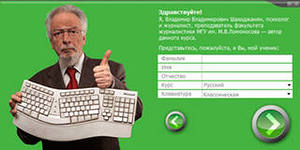 Здравствуйте!
Я, Владимир Владимирович Шахиджанян, психолог
и журналист, преподаватель факультета
журналистики МГУ им. М.В.Ломоносова — автор
данного курса.
Представьтесь, пожалуйста, и Вы, мой ученик:
Фамилия
Имя
Отчество
Курс Русский
Клавиатура Классическая